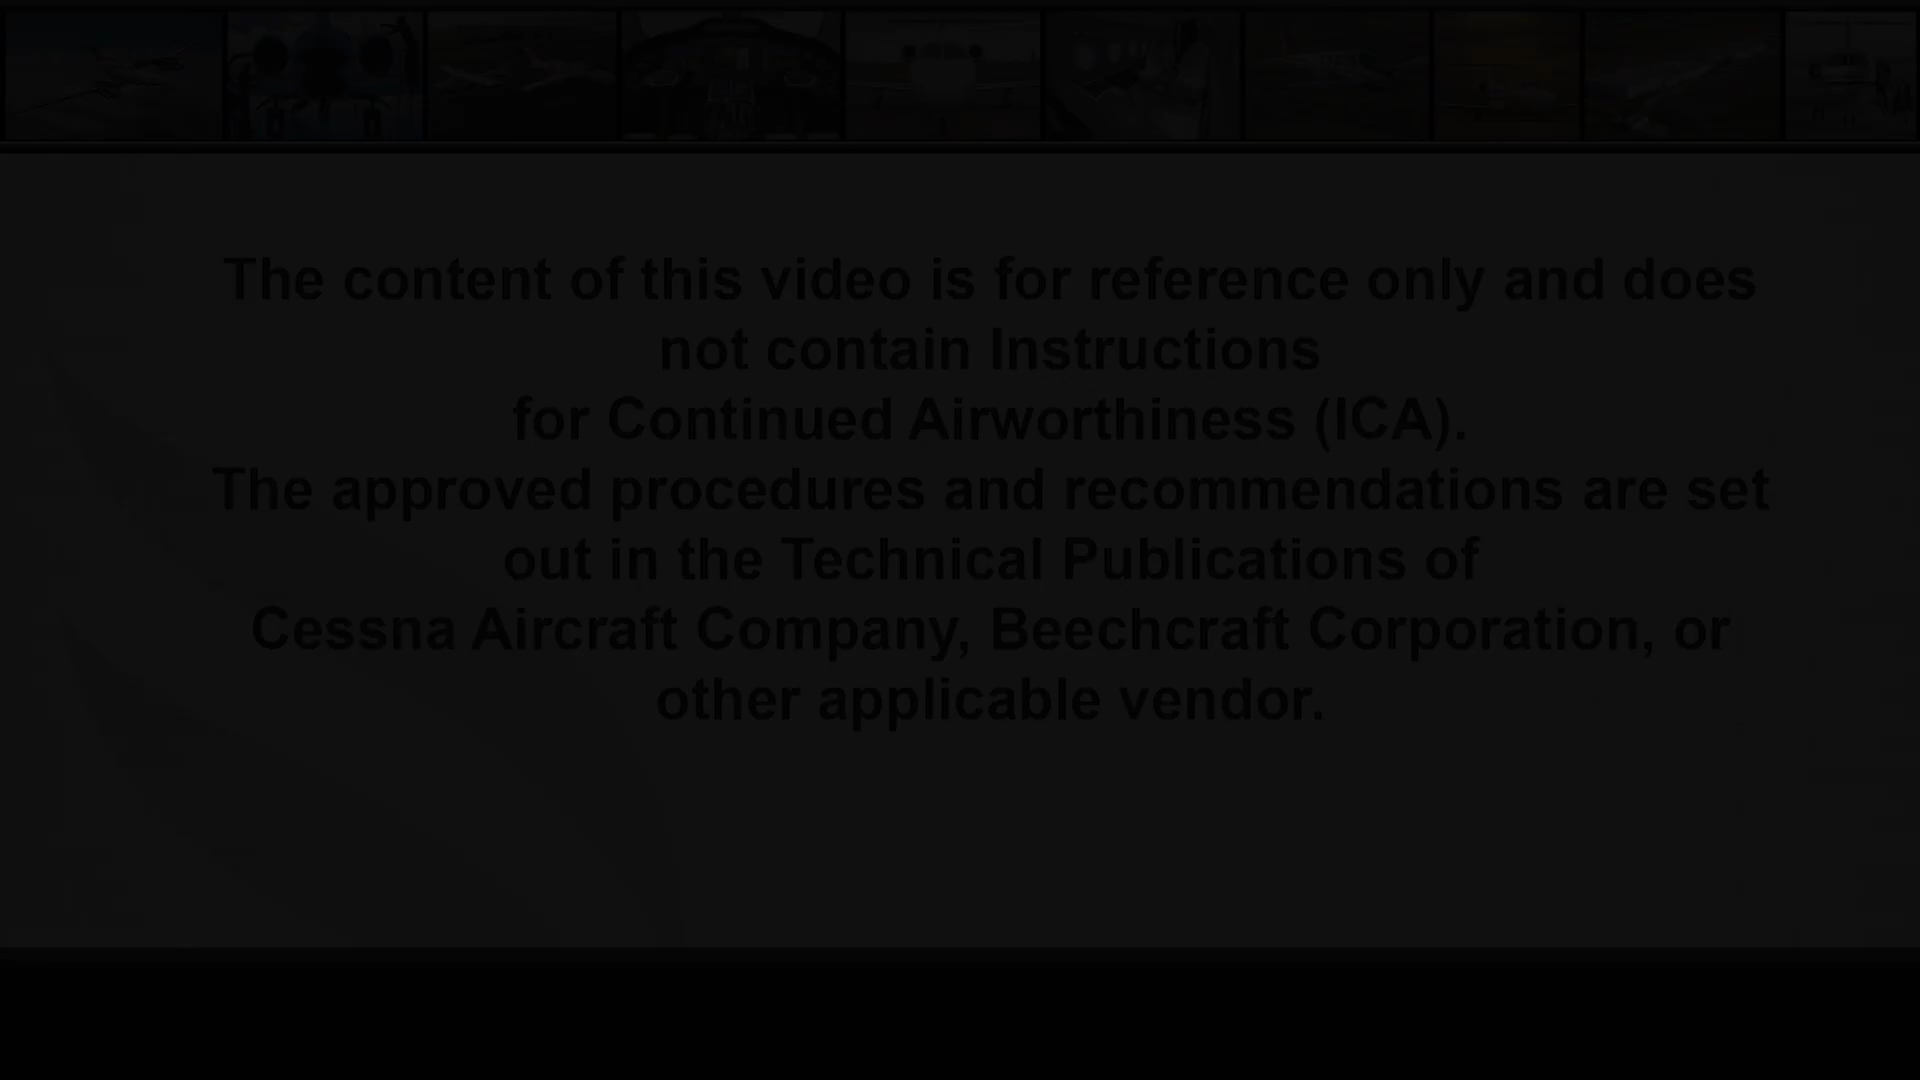 The content of this video is for reference only and does
not contain Instructions
for Continued Airworthiness (ICA).
The approved procedures and recommendations are set
out in the Technical Publications of
Cessna Aircraft Company, Beechcraft Corporation, or
other applicable vendor.